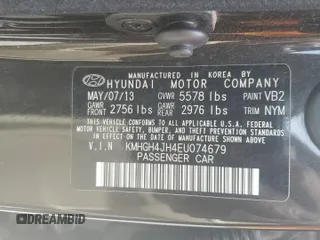 MANUFACTURED IN KOREA BY
HYUNDAI MOTOR COMPANY
MAY/07/13 GVWR 5578 lbs PAINT VB2
GAWR FRONT 2756 lbs GAWR REAR 2976 lbs TRIM NYM
THIS VEHICLE CONFORMS TO ALL APPLICABLE
U.S. FEDERAL MOTOR VEHICLE SAFETY,
BUMPER, AND THEFT PREVENTION STANDARDS
IN EFFECT ON THE DATE OF MANUFACTURE
SHOWN ABOVE.
V.I.N KMHGH4JH4EU074679
PASSENGER CAR